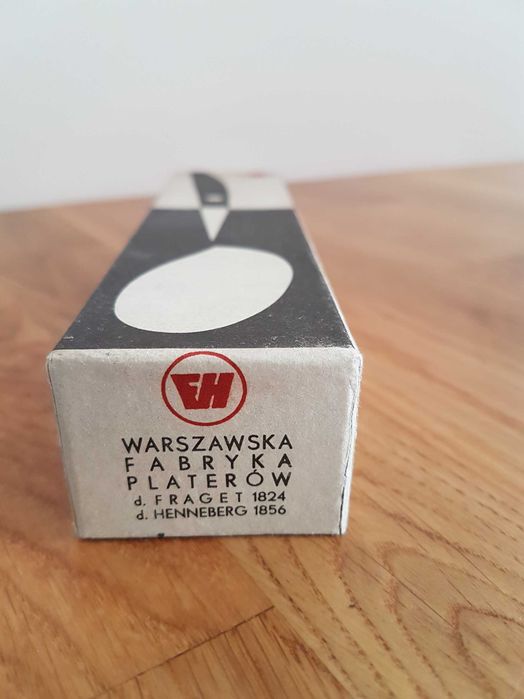 FH
WARSZAWSKA
FABRYKA
PLATERÓW
d. FRAGET 1824
d. HENNEBERG 1856